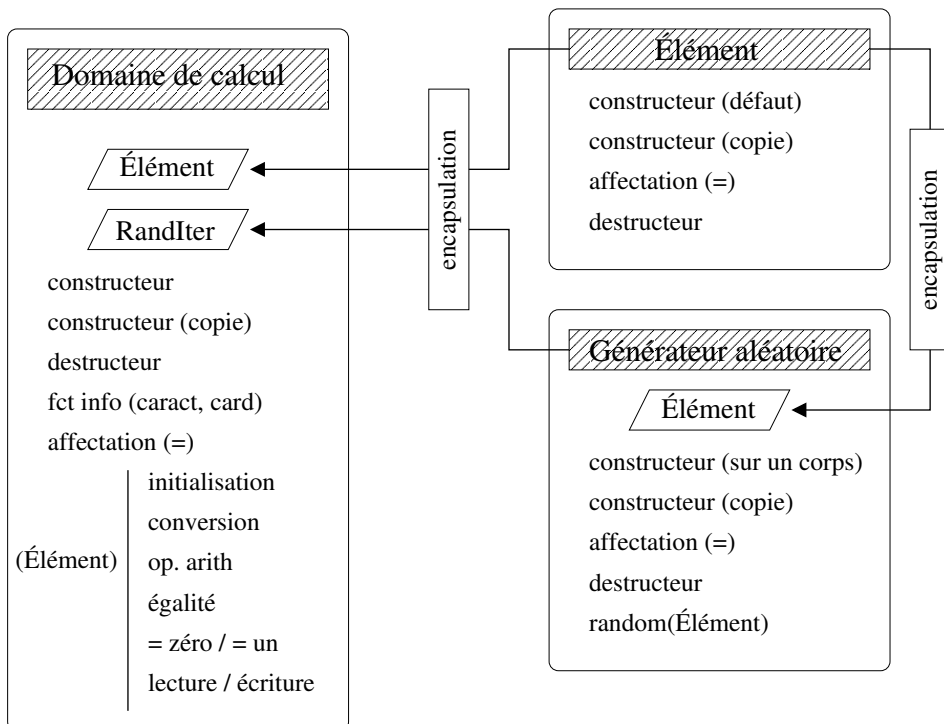 Domaine de calcul
Élément
RandIter
constructeur
constructeur (copie)
destructeur
fct info (caract, card)
affectation (=)
(Élément)
initialisation
conversion
op. arith
égalité
= zéro / = un
lecture / écriture
encapsulation
Élément
constructeur (défaut)
constructeur (copie)
affectation (=)
destructeur
encapsulation
Générateur aléatoire
Élément
constructeur (sur un corps)
constructeur (copie)
affectation (=)
destructeur
random(Élément)